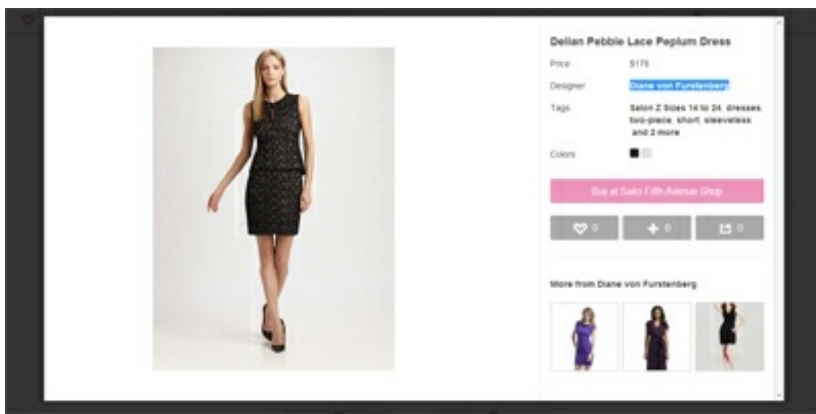 Delian Pebble Lace Peplum Dress
Price $178
Designer Diane von Furstenberg
Tags Salon Z Sizes 14 to 24, dresses,
two-piece, short, sleeveless
and 2 more
Colors
Buy at Saks Fifth Avenue Shop
0 0 0
More from Diane von Furstenberg